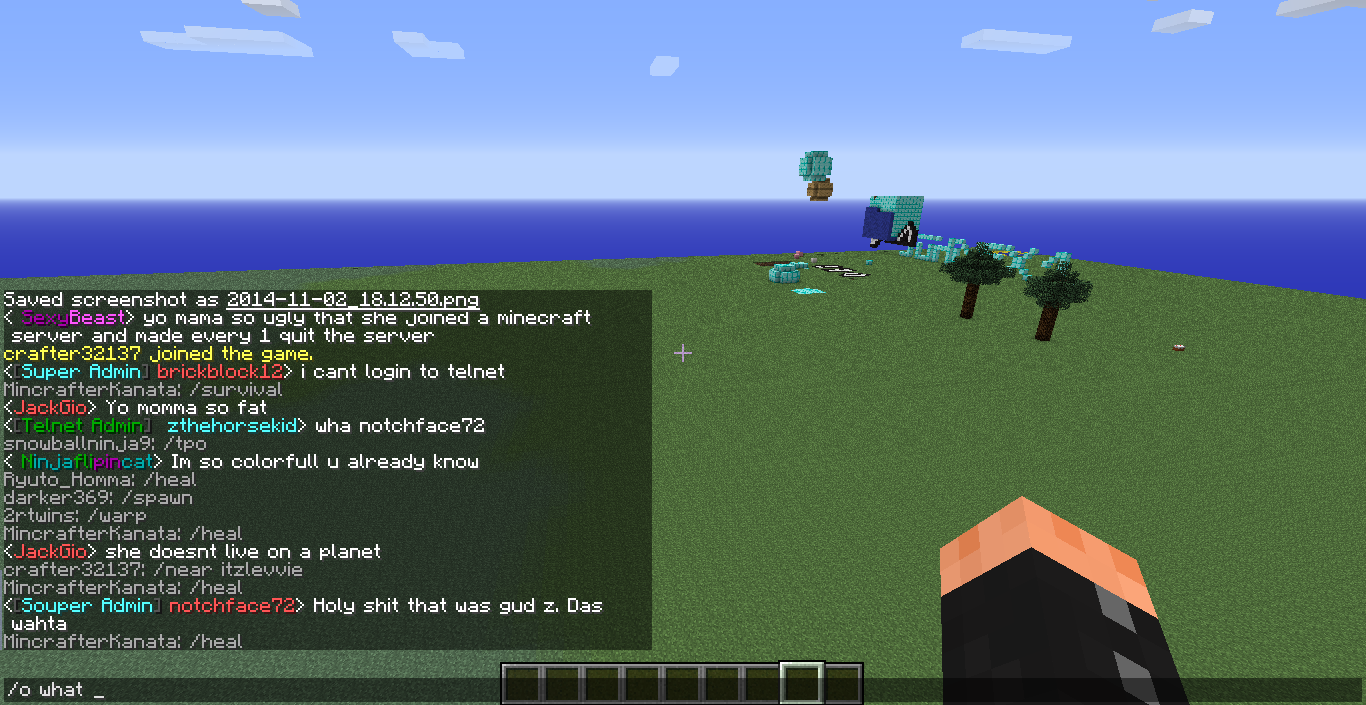 Saved screenshot as 2014-11-02_18.12.50.png
< SexyBeast> yo mama so ugly that she joined a minecraft
server and made every 1 quit the server
crafter32137 joined the game.
<[Super Admin] brickblock12> i cant login to telnet
MincrafterKanata: /survival
<JackGio> Yo momma so fat
<[Telnet Admin] zthehorsekid> wha notchface72
snowballninja9: /tpo
< Ninjaflipincat> Im so colorfull u already know
Ryuto_Homma: /heal
darker369: /spawn
2rtwins: /warp
MincrafterKanata: /heal
<JackGio> she doesnt live on a planet
crafter32137: /near itzlevvie
MincrafterKanata: /heal
<[Souper Admin] notchface72> Holy shit that was gud z. Das
wahta
MincrafterKanata: /heal
/o what _